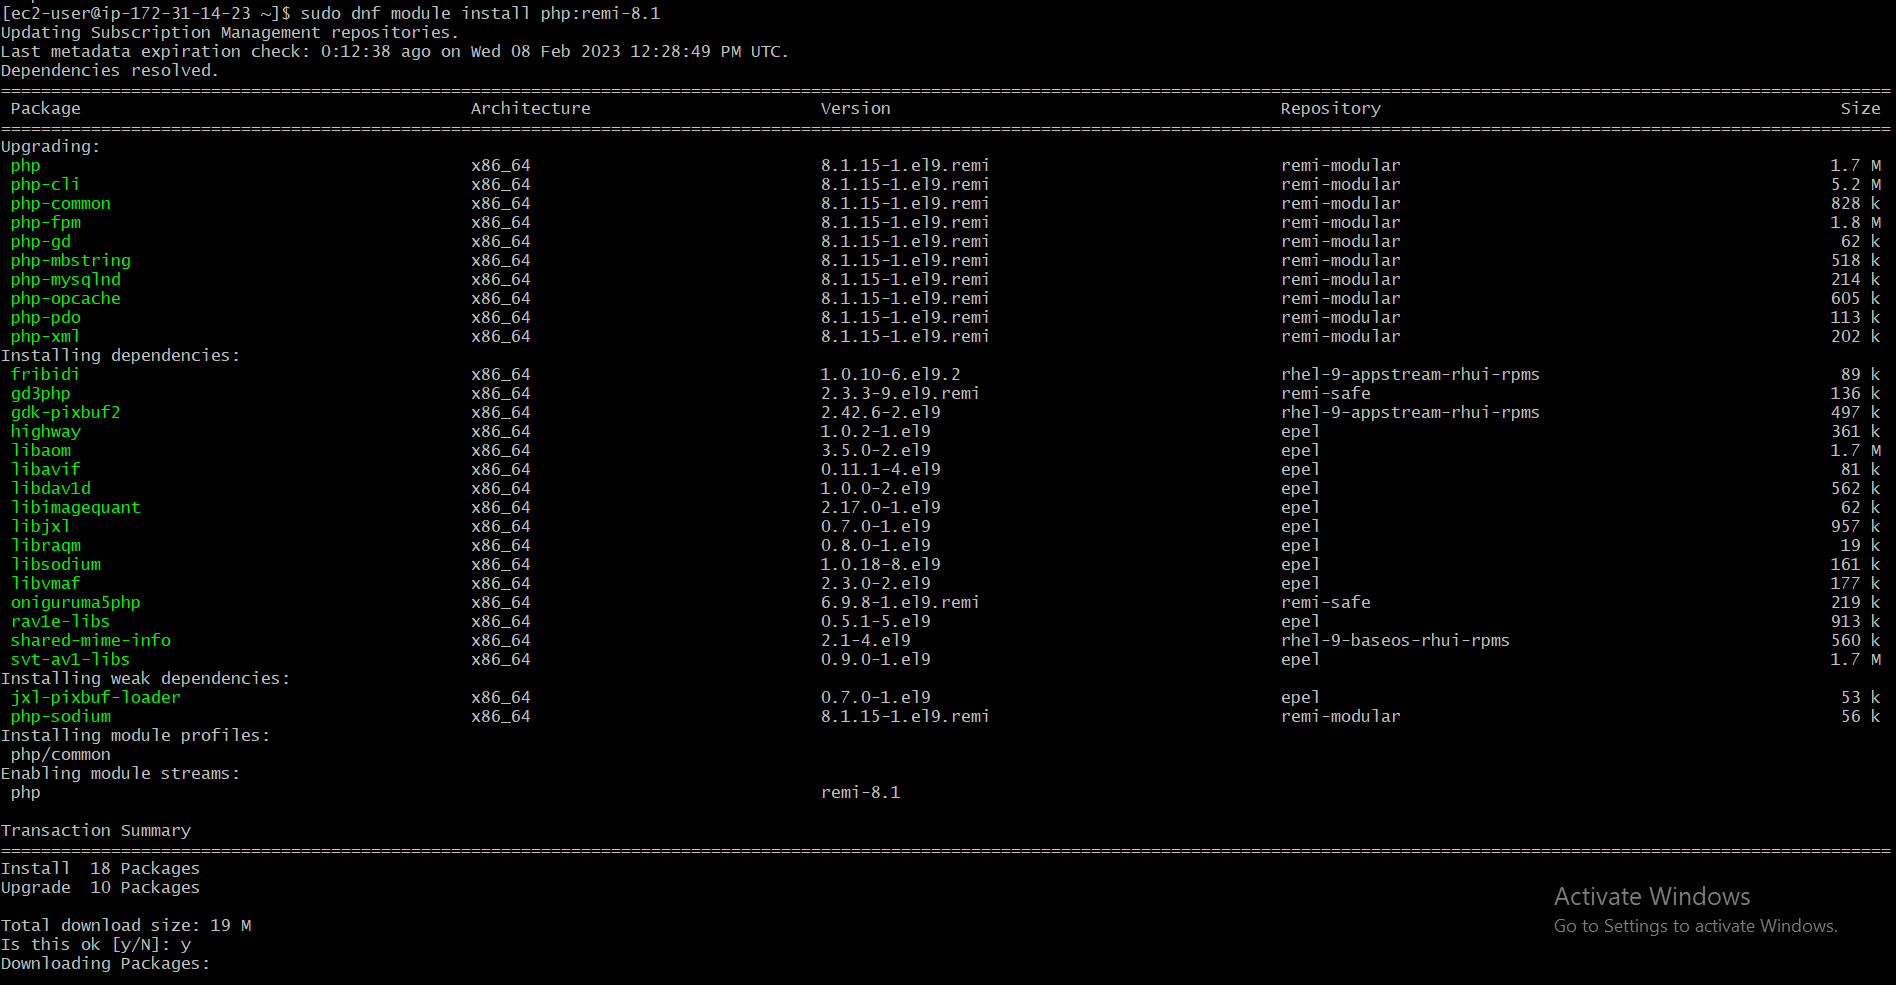 [ec2-user@ip-172-31-14-23 ~]$ sudo dnf module install php:remi-8.1
Updating Subscription Management repositories.
Last metadata expiration check: 0:12:38 ago on Wed 08 Feb 2023 12:28:49 PM UTC.
Dependencies resolved.
Package Architecture Version Repository Size
Upgrading:
php x86_64 8.1.15-1.el9.remi remi-modular 1.7 M
php-cli x86_64 8.1.15-1.el9.remi remi-modular 5.2 M
php-common x86_64 8.1.15-1.el9.remi remi-modular 828 k
php-fpm x86_64 8.1.15-1.el9.remi remi-modular 1.8 M
php-gd x86_64 8.1.15-1.el9.remi remi-modular 62 k
php-mbstring x86_64 8.1.15-1.el9.remi remi-modular 518 k
php-mysqlnd x86_64 8.1.15-1.el9.remi remi-modular 214 k
php-opcache x86_64 8.1.15-1.el9.remi remi-modular 605 k
php-pdo x86_64 8.1.15-1.el9.remi remi-modular 113 k
php-xml x86_64 8.1.15-1.el9.remi remi-modular 202 k
Installing dependencies:
fribidi x86_64 1.0.10-6.el9.2 rhel-9-appstream-rhui-rpms 89 k
gd3php x86_64 2.3.3-9.el9.remi remi-safe 136 k
gdk-pixbuf2 x86_64 2.42.6-2.el9 rhel-9-appstream-rhui-rpms 497 k
highway x86_64 1.0.2-1.el9 epel 361 k
libaom x86_64 3.5.0-2.el9 epel 1.7 M
libavif x86_64 0.11.1-4.el9 epel 81 k
libdav1d x86_64 1.0.0-2.el9 epel 562 k
libimagequant x86_64 2.17.0-1.el9 epel 62 k
libjxl x86_64 0.7.0-1.el9 epel 957 k
libraqm x86_64 0.8.0-1.el9 epel 19 k
libsodium x86_64 1.0.18-8.el9 epel 161 k
libvmaf x86_64 2.3.0-2.el9 epel 177 k
oniguruma5php x86_64 6.9.8-1.el9.remi remi-safe 219 k
rav1e-libs x86_64 0.5.1-5.el9 epel 913 k
shared-mime-info x86_64 2.1-4.el9 rhel-9-baseos-rhui-rpms 560 k
svt-av1-libs x86_64 0.9.0-1.el9 epel 1.7 M
Installing weak dependencies:
jxl-pixbuf-loader x86_64 0.7.0-1.el9 epel 53 k
php-sodium x86_64 8.1.15-1.el9.remi remi-modular 56 k
Installing module profiles:
php/common
Enabling module streams:
php remi-8.1
Transaction Summary
Install 18 Packages
Upgrade 10 Packages
Total download size: 19 M
Is this ok [y/N]: y
Downloading Packages:
Activate Windows
Go to Settings to activate Windows.